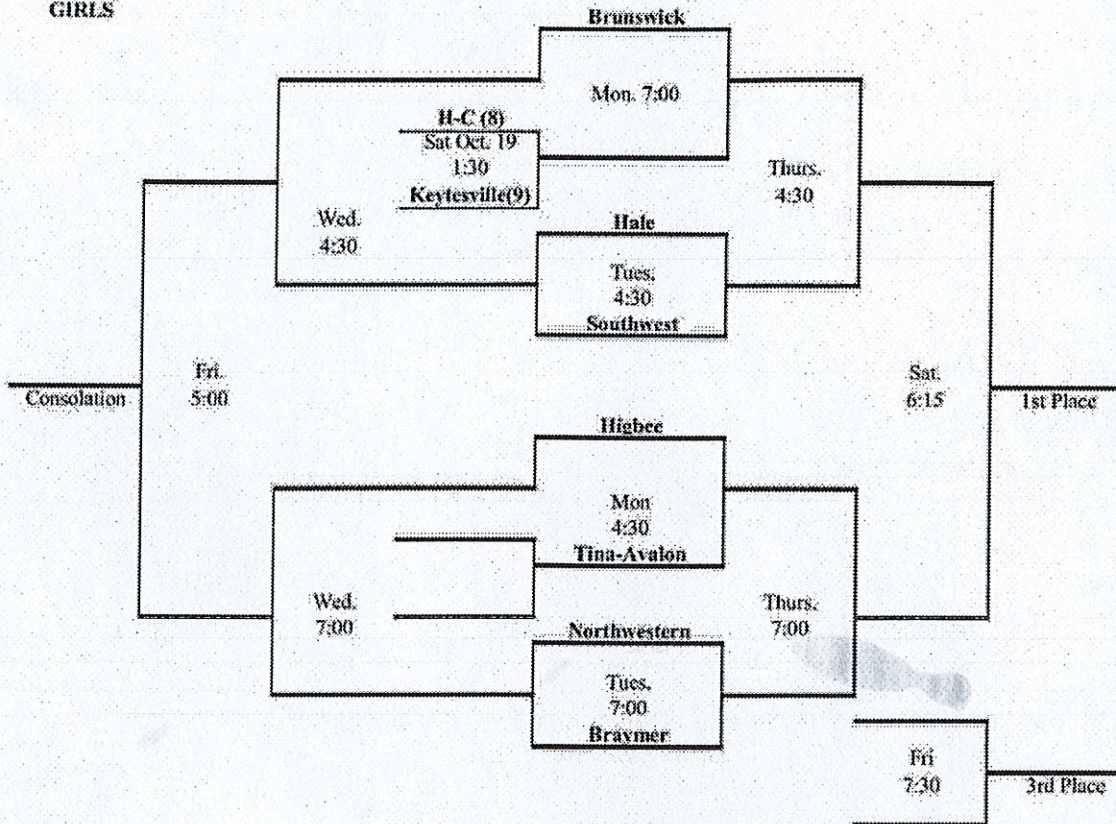 GIRLS
Brunswick
Mon. 7:00
H-C (8)
Sat Oct. 19
1:30
Keytesville(9)
Thurs.
4:30
Wed.
4:30
Hale
Tues.
4:30
Southwest
Fri.
5:00
Consolation
Sat.
6:15
1st Place
Higbee
Mon
4:30
Tina-Avalon
Wed.
7:00
Thurs.
7:00
Northwestern
Tues.
7:00
Braymer
Fri
7:30
3rd Place